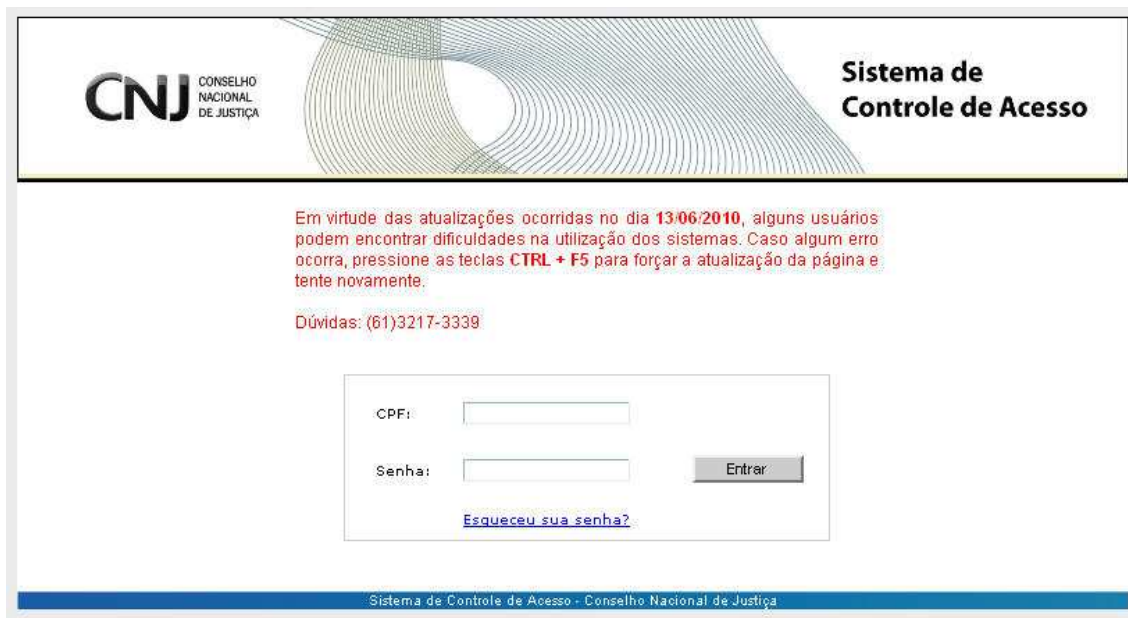 CNJ
CONSELHO
NACIONAL
DE JUSTIÇA
Sistema de
Controle de Acesso
Em virtude das atualizações ocorridas no dia 13/06/2010, alguns usuários
podem encontrar dificuldades na utilização dos sistemas. Caso algum erro
ocorra, pressione as teclas CTRL + F5 para forçar a atualização da página e
tente novamente.
Dúvidas: (61)3217-3339
CPF:
Senha:
Entrar
Esqueceu sua senha?
Sistema de Controle de Acesso - Conselho Nacional de Justiça